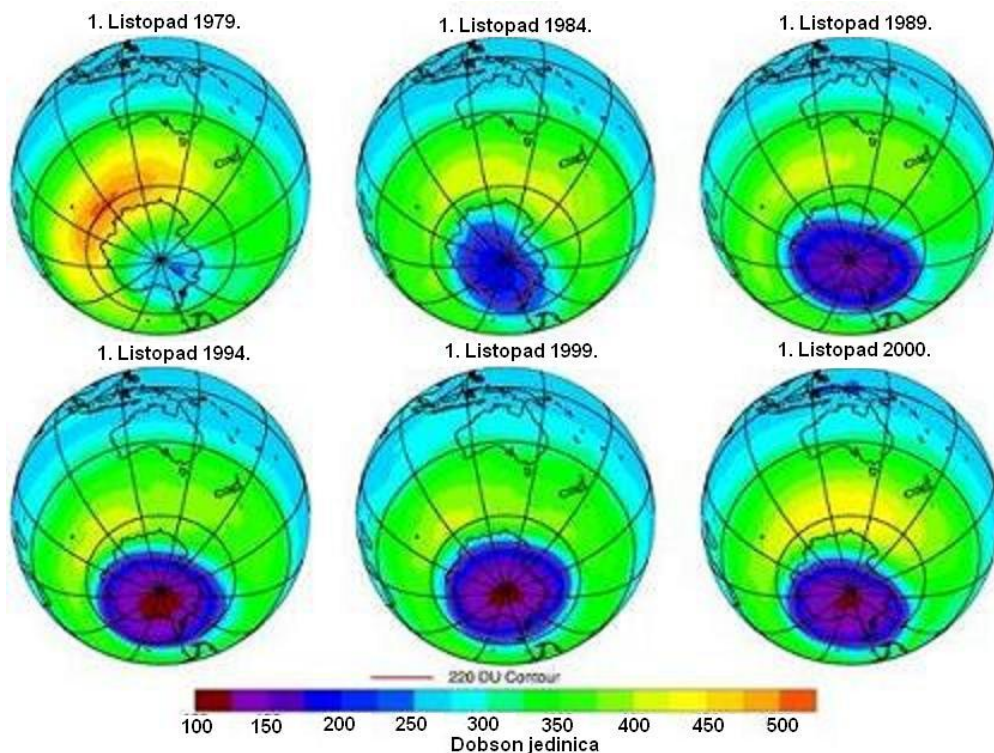 1. Listopad 1979.
1. Listopad 1984.
1. Listopad 1989.
1. Listopad 1994.
1. Listopad 1999.
1. Listopad 2000.
220 DU Contour
100 150 200 250 300 350 400 450 500
Dobson jedinica